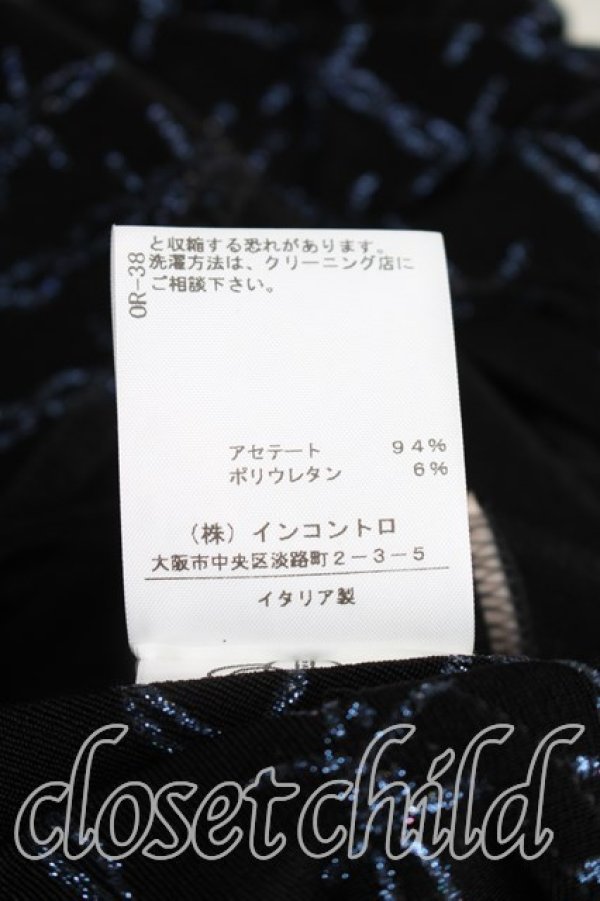 と収縮する恐れがあります。
洗濯方法は、クリーニング店に
ご相談下さい。
OR-38
アセテート 94%
ポリウレタン 6%
(株)インコントロ
大阪市中央区淡路町2-3-5
イタリア製
closetchild